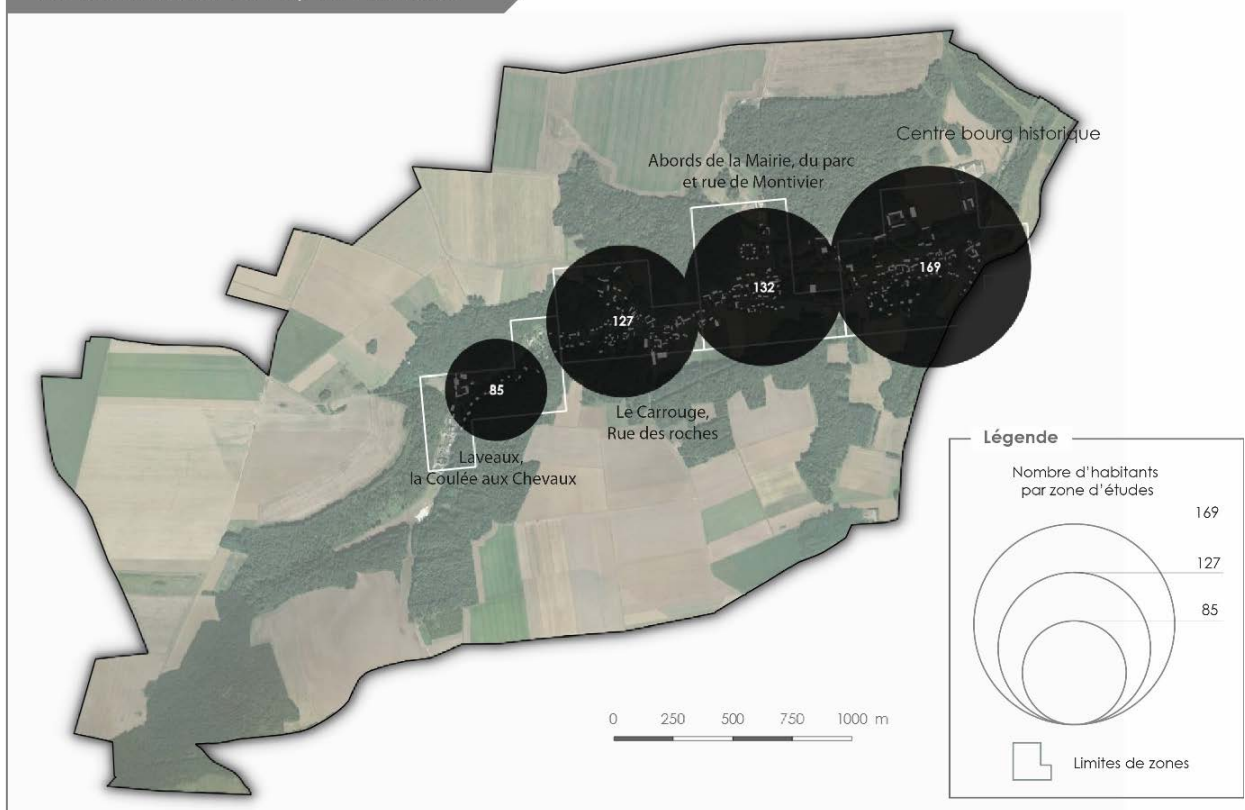 Centre bourg historique
Abords de la Mairie, du parc
et rue de Montivier
169
132
127
85
Le Carrouge,
Rue des roches
Laveaux,
la Coulée aux Chevaux
Légende
Nombre d'habitants
par zone d'études
169
127
85
Limites de zones
0 250 500 750 1000 m